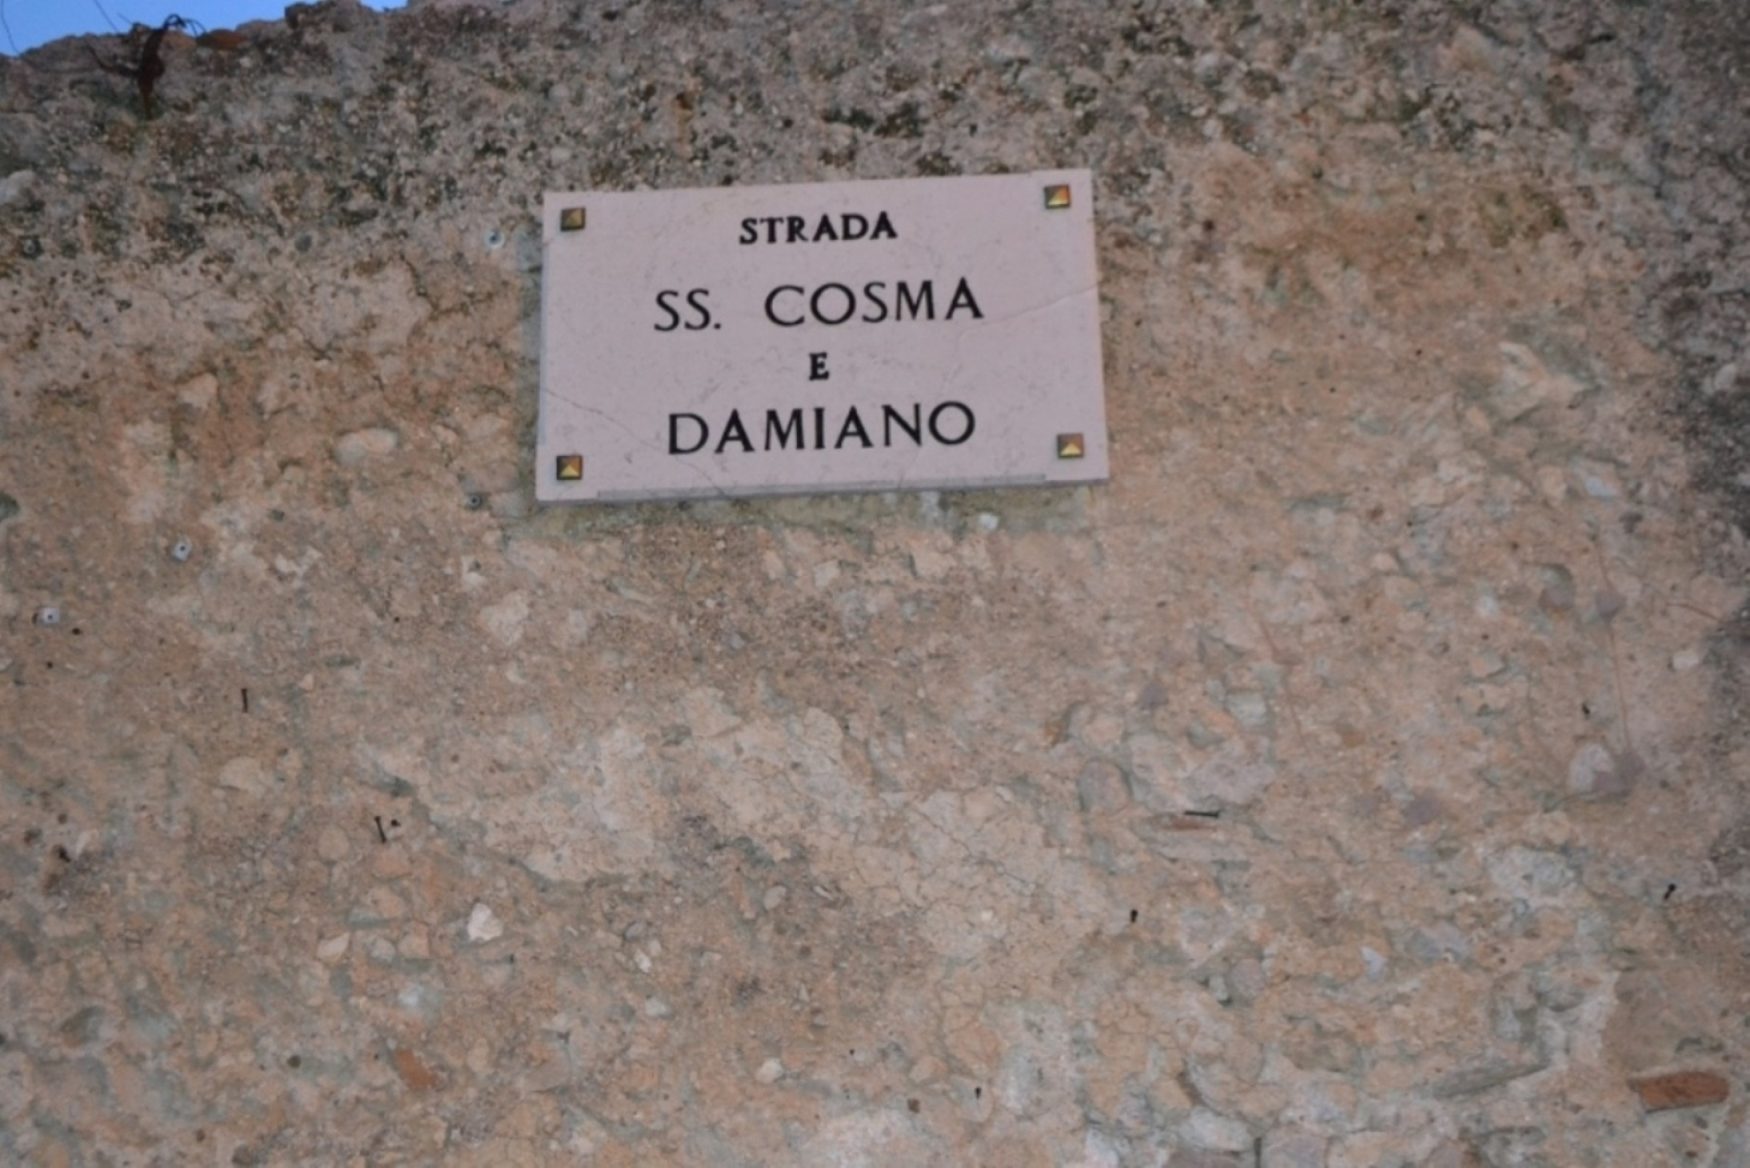 STRADA
SS. COSMA
E
DAMIANO